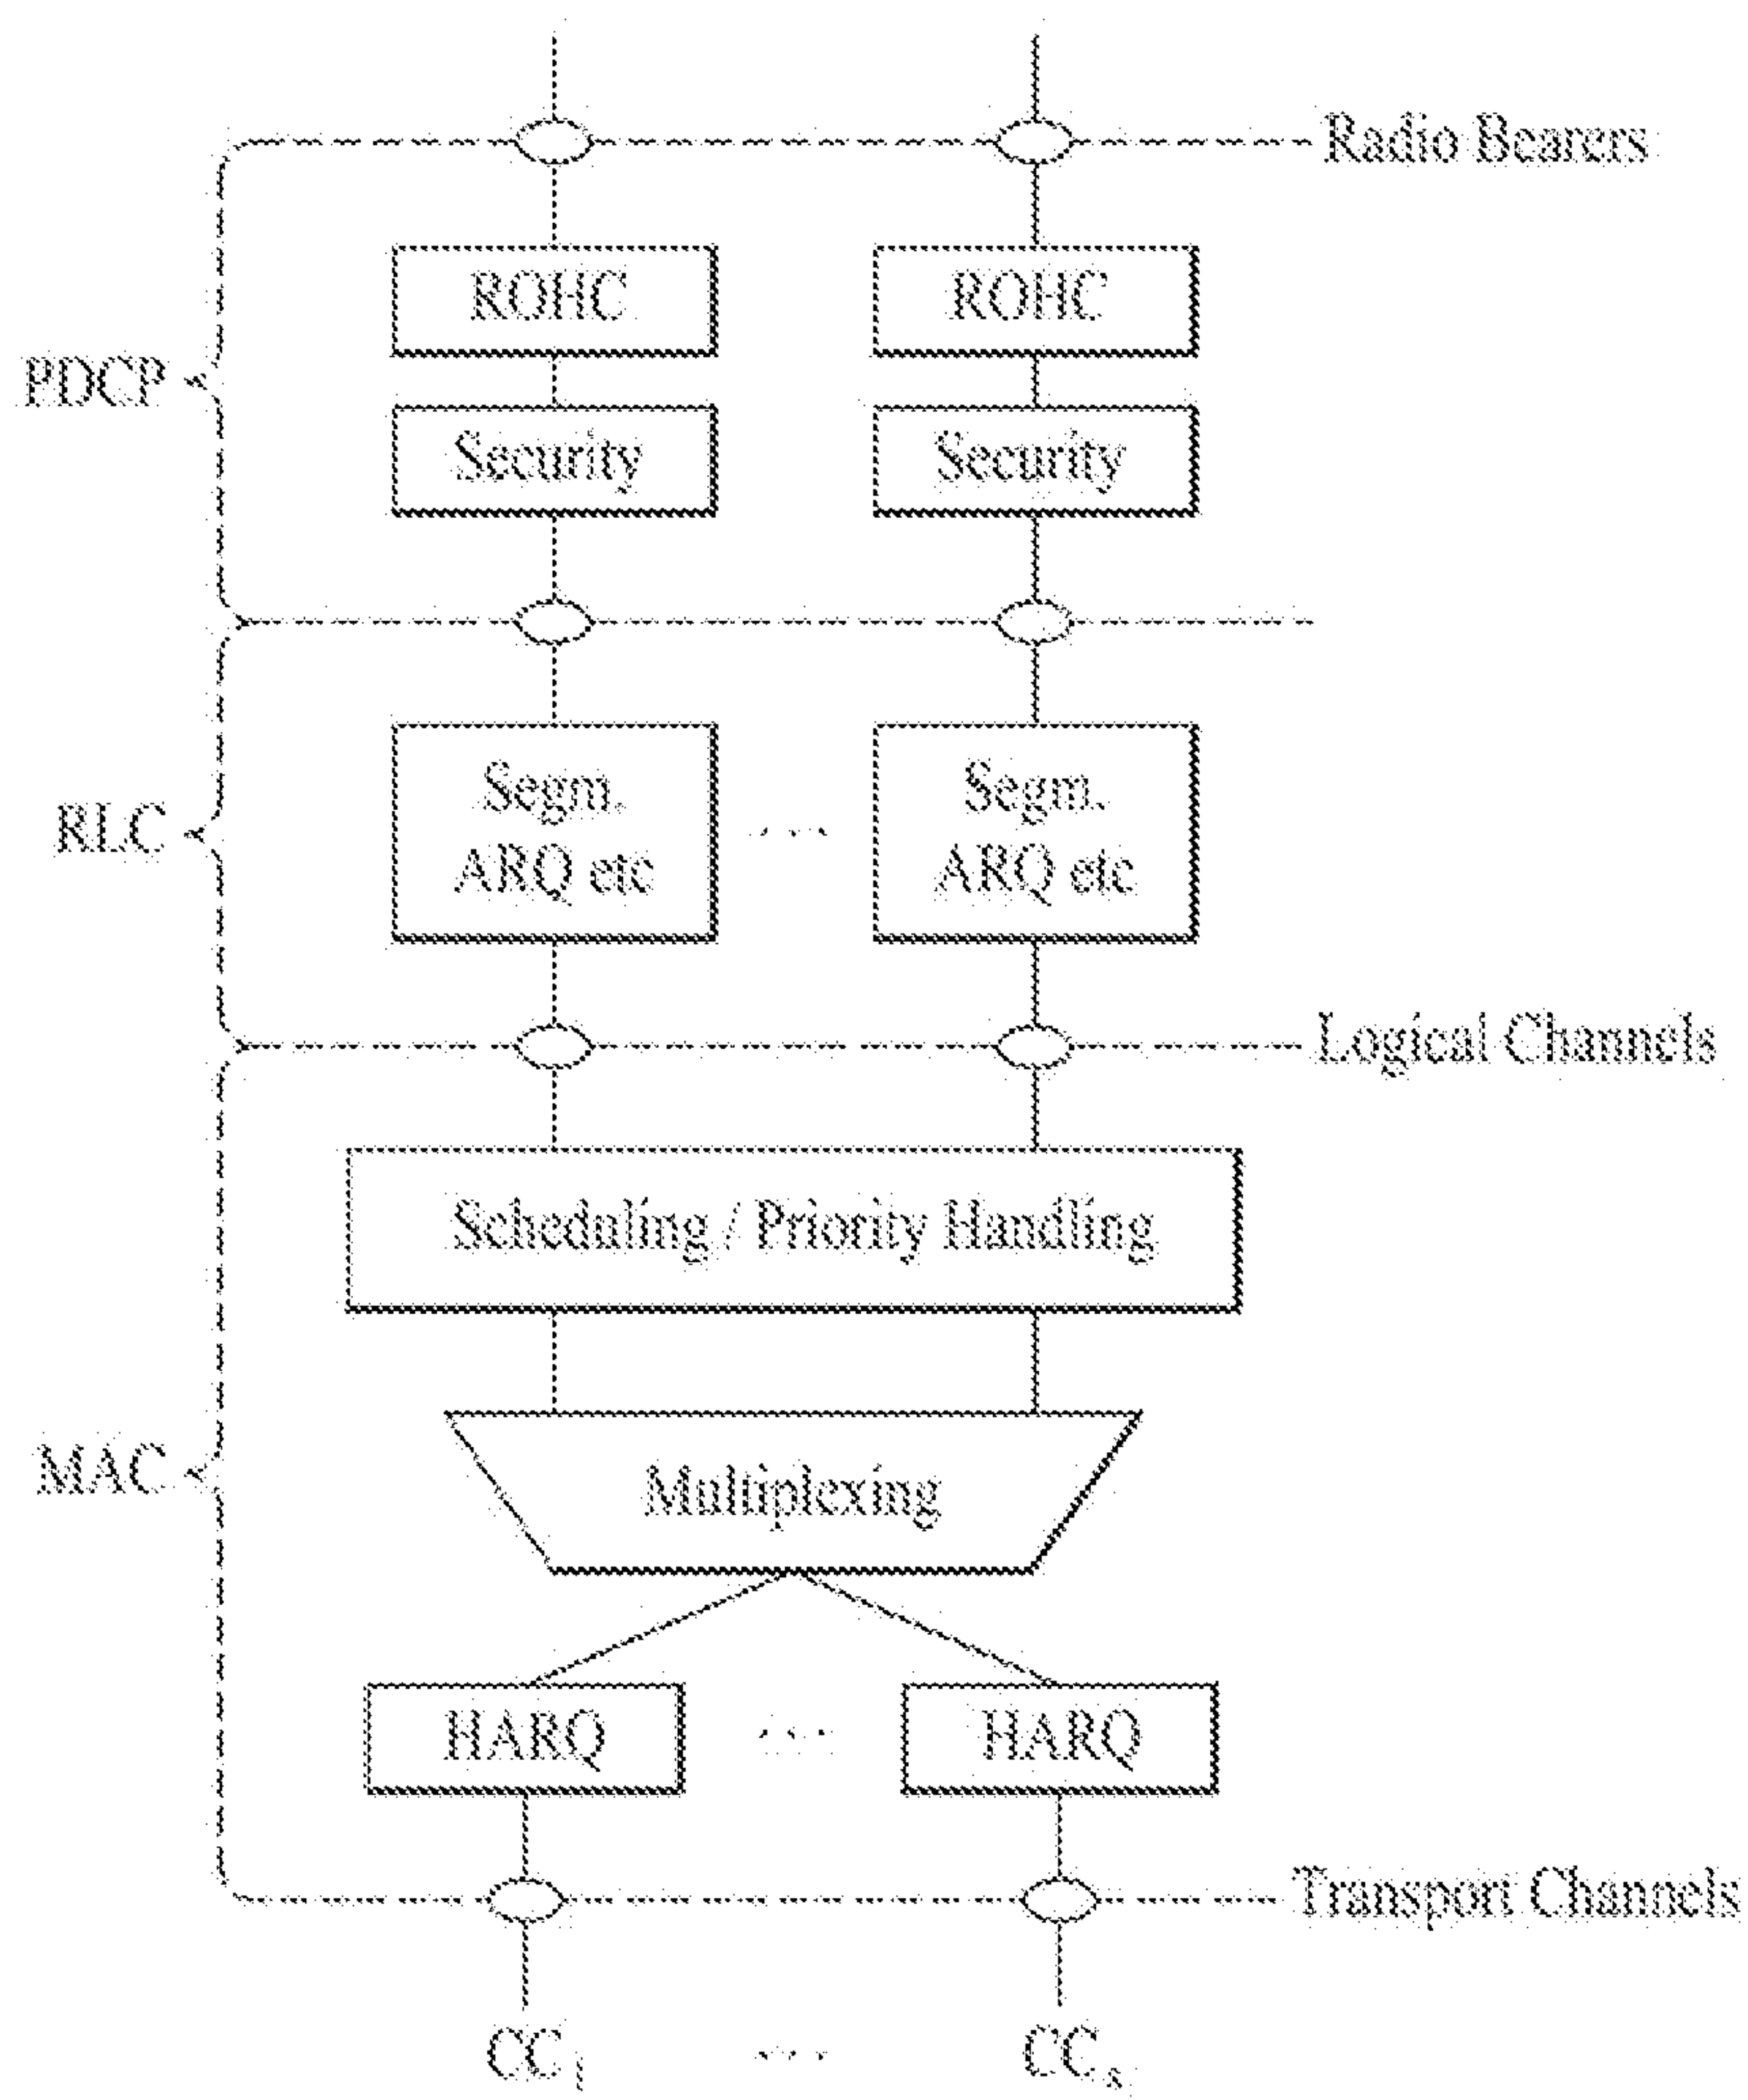 Radio Bearers
ROHC
ROHC
PDCP
Security
Security
Segm.
ARQ etc
RLC
...
Segm.
ARQ etc
Logical Channels
Scheduling / Priority Handling
MAC
Multiplexing
HARQ
...
HARQ
Transport Channels
CC1
...
CC